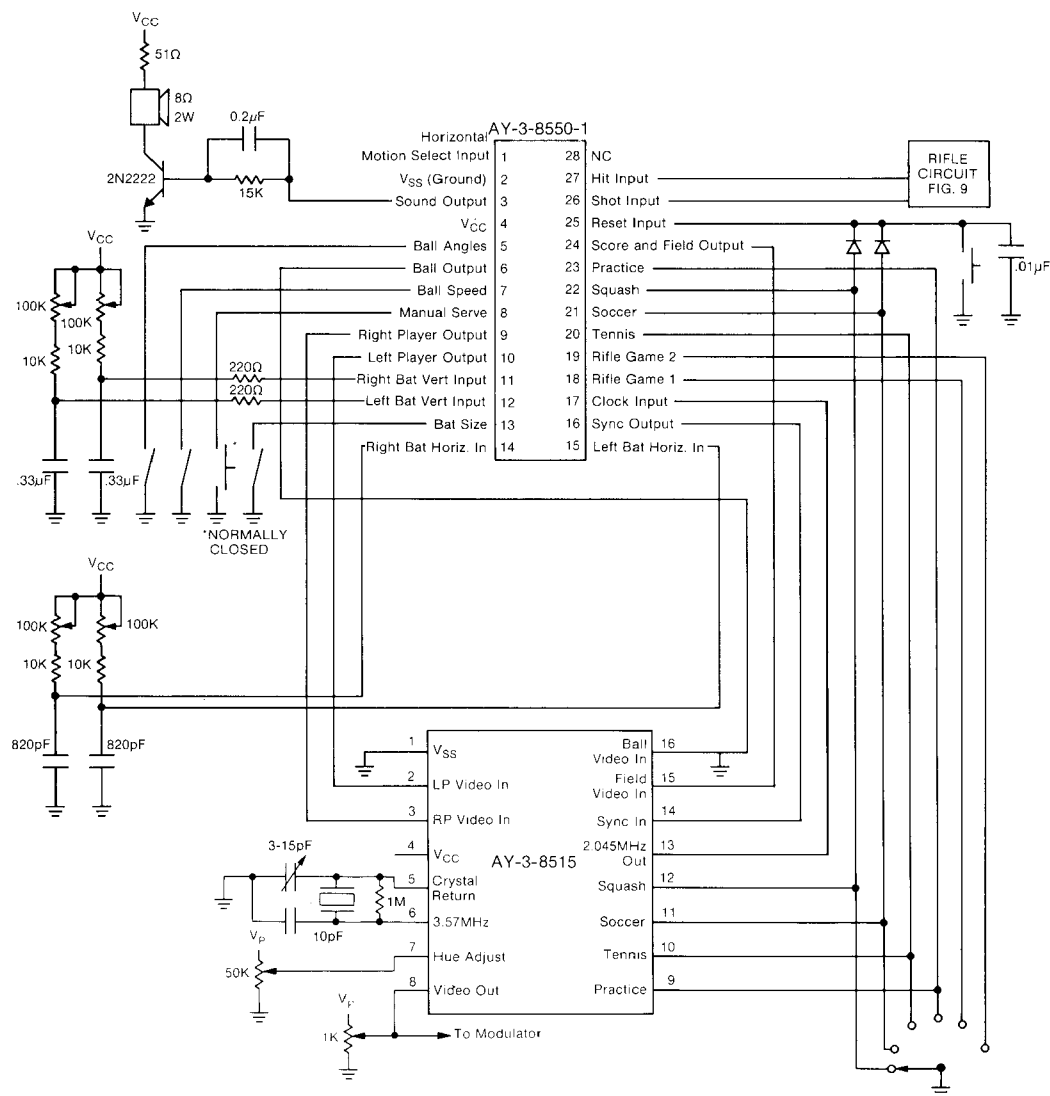 VCC
51Ω
8Ω
2W
0.2µF
2N2222
15K
AY-3-8550-1
Horizontal
Motion Select Input 1
VSS (Ground) 2
Sound Output 3
VCC 4
Ball Angles 5
Ball Output 6
Ball Speed 7
Manual Serve 8
Right Player Output 9
Left Player Output 10
Right Bat Vert Input 11
Left Bat Vert Input 12
Bat Size 13
Right Bat Horiz. In 14
28 NC
27 Hit Input
26 Shot Input
25 Reset Input
24 Score and Field Output
23 Practice
22 Squash
21 Soccer
20 Tennis
19 Rifle Game 2
18 Rifle Game 1
17 Clock Input
16 Sync Output
15 Left Bat Horiz. In
RIFLE
CIRCUIT
FIG. 9
.01µF
VCC
100K
100K
10K
10K
220Ω
220Ω
.33µF
.33µF
*
*NORMALLY
CLOSED
VCC
100K
100K
10K
10K
820pF
820pF
AY-3-8515
1 VSS
2 LP Video In
3 RP Video In
4 VCC
5 Crystal
Return
6 3.57MHz
7 Hue Adjust
8 Video Out
Ball 16
Video In
Field 15
Video In
Sync In 14
2.045MHz 13
Out
Squash 12
Soccer 11
Tennis 10
Practice 9
3-15pF
1M
10pF
VP
50K
VP
1K
To Modulator